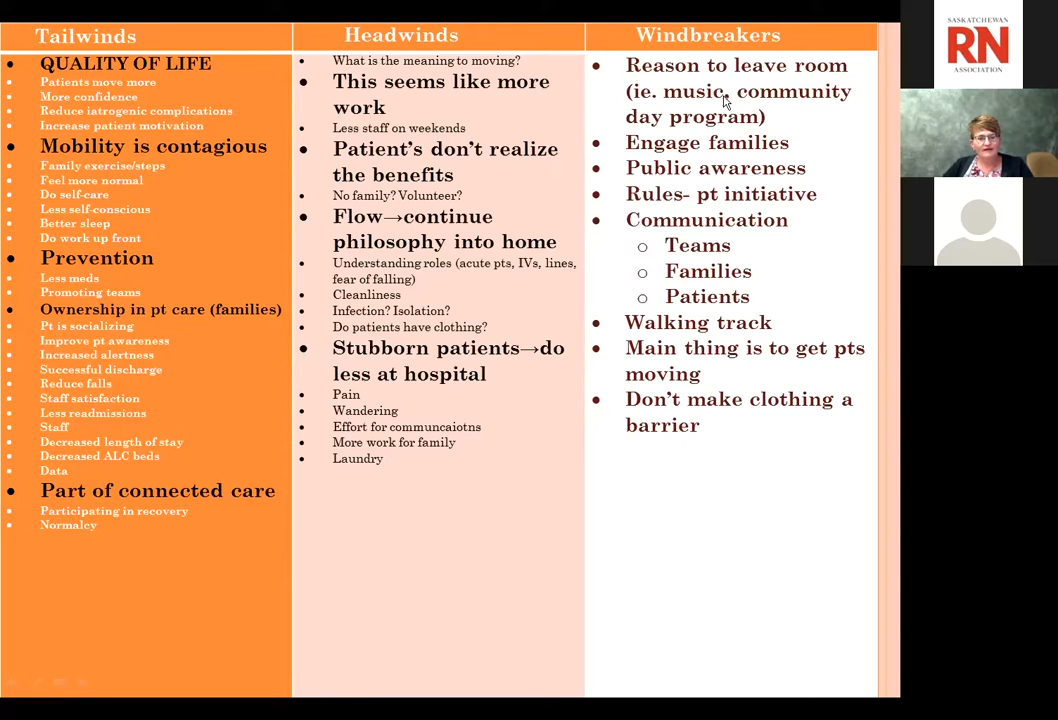 Tailwinds
• QUALITY OF LIFE
• Patients move more
• More confidence
• Reduce iatrogenic complications
• Increase patient motivation
• Mobility is contagious
• Family exercise/steps
• Feel more normal
• Do self-care
• Less self-conscious
• Better sleep
• Do work up front
• Prevention
• Less meds
• Promoting teams
• Ownership in pt care (families)
• Pt is socializing
• Improve pt awareness
• Increased alertness
• Successful discharge
• Reduce falls
• Staff satisfaction
• Less readmissions
• Staff
• Decreased length of stay
• Decreased ALC beds
• Data
• Part of connected care
• Participating in recovery
• Normalcy
Headwinds
• What is the meaning to moving?
• This seems like more
work
• Less staff on weekends
• Patient's don't realize
the benefits
• No family? Volunteer?
• Flow→continue
philosophy into home
• Understanding roles (acute pts, IVs, lines,
fear of falling)
• Cleanliness
• Infection? Isolation?
• Do patients have clothing?
• Stubborn patients→do
less at hospital
• Pain
• Wandering
• Effort for communcaiotns
• More work for family
• Laundry
Windbreakers
• Reason to leave room
(ie. music, community
day program)
• Engage families
• Public awareness
• Rules- pt initiative
• Communication
o Teams
o Families
o Patients
• Walking track
• Main thing is to get pts
moving
• Don't make clothing a
barrier
SASKATCHEWAN
RN
ASSOCIATION